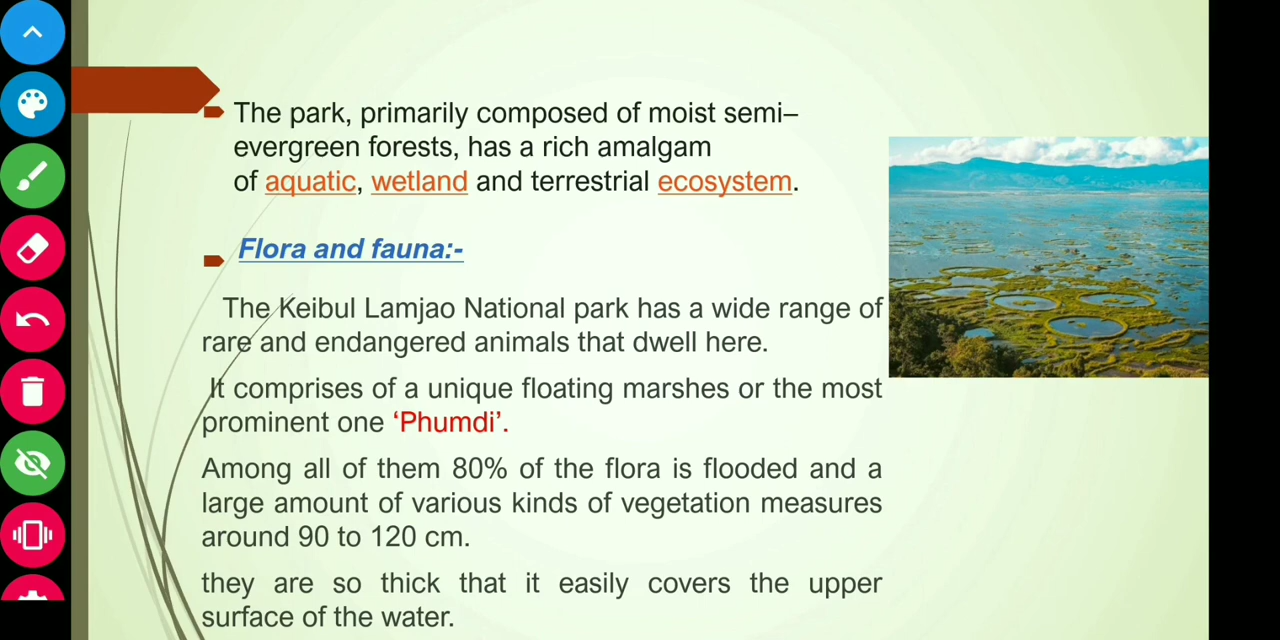 The park, primarily composed of moist semi–
evergreen forests, has a rich amalgam
of aquatic, wetland and terrestrial ecosystem.
Flora and fauna:-
The Keibul Lamjao National park has a wide range of
rare and endangered animals that dwell here.
It comprises of a unique floating marshes or the most
prominent one ‘Phumdi’.
Among all of them 80% of the flora is flooded and a
large amount of various kinds of vegetation measures
around 90 to 120 cm.
they are so thick that it easily covers the upper
surface of the water.